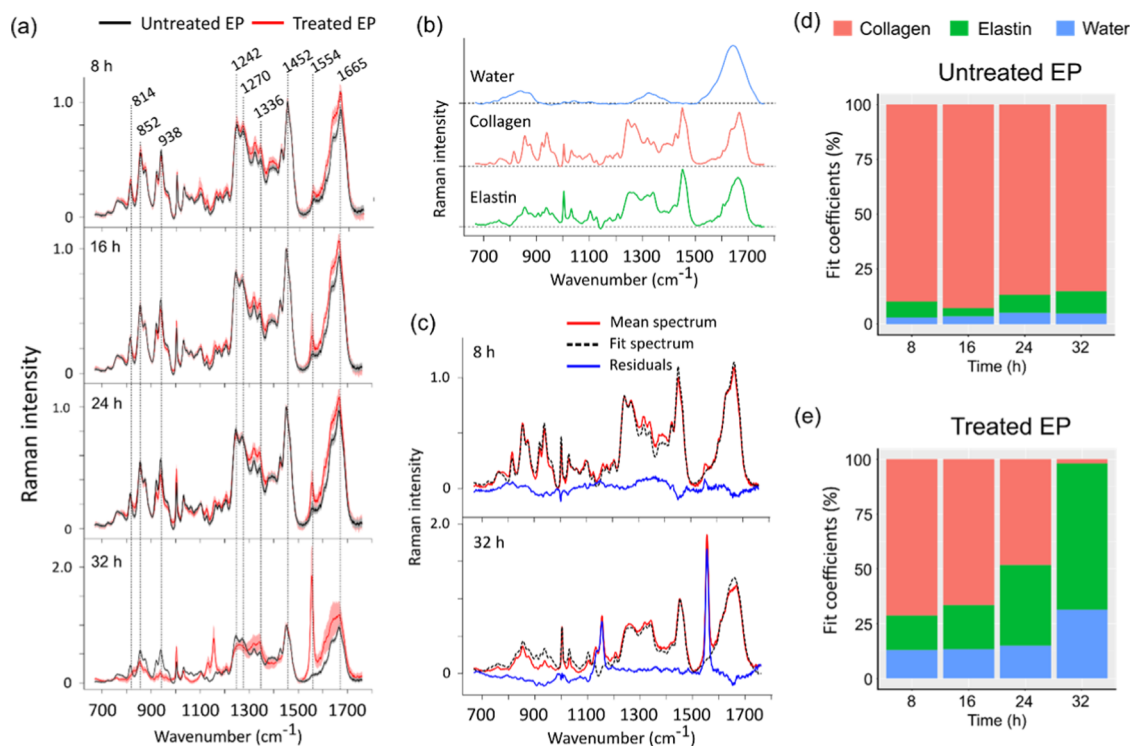 (a)
Untreated EP
Treated EP
8 h
814
852
938
1242
1270
1336
1452
1554
1665
1.0
0
16 h
1.0
0
24 h
1.0
0
32 h
2.0
0
Raman intensity
700 900 1100 1300 1500 1700
Wavenumber (cm⁻¹)
(b)
Water
Collagen
Elastin
Raman intensity
700 900 1100 1300 1500 1700
Wavenumber (cm⁻¹)
(c)
Mean spectrum
Fit spectrum
Residuals
8 h
1.0
0
2.0
32 h
0
Raman intensity
700 900 1100 1300 1500 1700
Wavenumber (cm⁻¹)
(d)
Collagen Elastin Water
Untreated EP
100
75
50
25
0
Fit coefficients (%)
8 16 24 32
Time (h)
(e)
Treated EP
100
75
50
25
0
Fit coefficients (%)
8 16 24 32
Time (h)